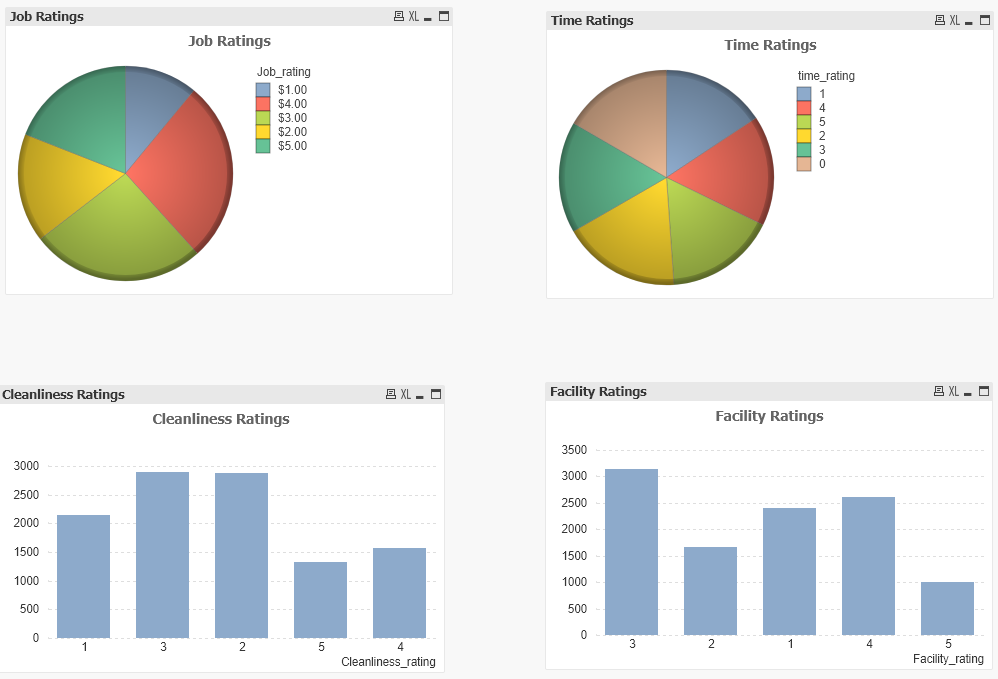 Job Ratings XL
Job Ratings
Job_rating
$1.00
$4.00
$3.00
$2.00
$5.00
Time Ratings XL
Time Ratings
time_rating
1
4
5
2
3
0
Cleanliness Ratings XL
Cleanliness Ratings
3000
2500
2000
1500
1000
500
0
1 3 2 5 4
Cleanliness_rating
Facility Ratings XL
Facility Ratings
3500
3000
2500
2000
1500
1000
500
0
3 2 1 4 5
Facility_rating